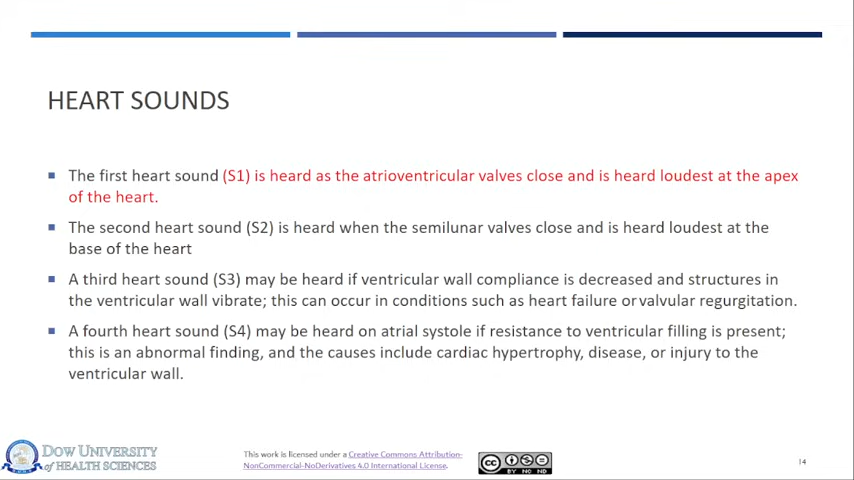 HEART SOUNDS
The first heart sound (S1) is heard as the atrioventricular valves close and is heard loudest at the apex
of the heart.
The second heart sound (S2) is heard when the semilunar valves close and is heard loudest at the
base of the heart
A third heart sound (S3) may be heard if ventricular wall compliance is decreased and structures in
the ventricular wall vibrate; this can occur in conditions such as heart failure or valvular regurgitation.
A fourth heart sound (S4) may be heard on atrial systole if resistance to ventricular filling is present;
this is an abnormal finding, and the causes include cardiac hypertrophy, disease, or injury to the
ventricular wall.
DOW UNIVERSITY
of HEALTH SCIENCES
This work is licensed under a Creative Commons Attribution-
NonCommercial-NoDerivatives 4.0 International License.
cc
BY NC ND
14